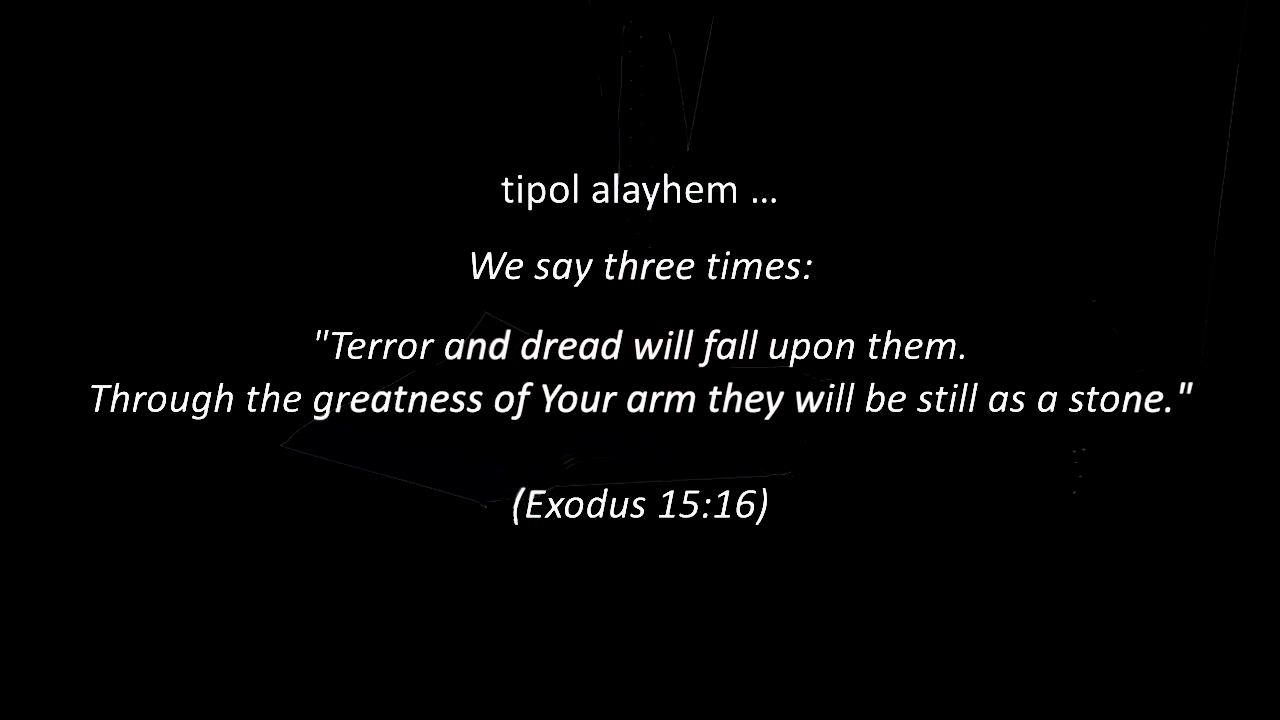 tipol alayhem ...
We say three times:
"Terror and dread will fall upon them.
Through the greatness of Your arm they will be still as a stone."
(Exodus 15:16)